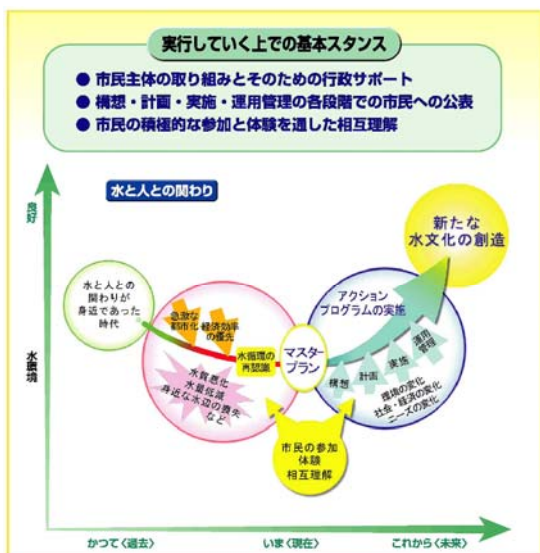 実行していく上での基本スタンス
● 市民主体の取り組みとそのための行政サポート
● 構想・計画・実施・運用管理の各段階での市民への公表
● 市民の積極的な参加と体験を通した相互理解
水と人との関わり
良好
水環境
水と人との
関わりが
身近であった
時代
急激な
都市化
経済効率
の優先
水循環の
再認識
水質悪化
水量低減
身近な水辺の喪失
など
マスター
プラン
市民の参加
体験
相互理解
アクション
プログラムの実施
構想
計画
実施
運用
管理
環境の変化
社会・経済の変化
ニーズの変化
新たな
水文化の創造
かつて〈過去〉
いま〈現在〉
これから〈未来〉